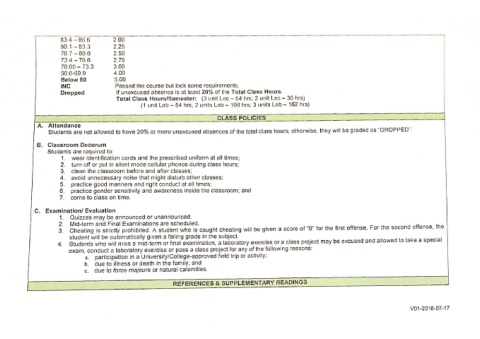 83.4 – 86.6 2.00
80.1 – 83.3 2.25
76.7 – 80.0 2.50
73.4 – 76.6 2.75
70.00 – 73.3 3.00
50.0-69.9 4.00
Below 50 5.00
INC Passed the course but lack some requirements.
Dropped If unexcused absence is at least 20% of the Total Class Hours.
Total Class Hours/Semester: (3 unit Lec – 54 hrs; 2 unit Lec – 36 hrs)
(1 unit Lab – 54 hrs; 2 units Lab – 108 hrs; 3 units Lab – 162 hrs)
CLASS POLICIES
A. Attendance
Students are not allowed to have 20% or more unexcused absences of the total class hours; otherwise, they will be graded as "DROPPED".
B. Classroom Decorum
Students are required to:
1. wear identification cards and the prescribed uniform at all times;
2. turn off or put in silent mode cellular phones during class hours;
3. clean the classroom before and after classes;
4. avoid unnecessary noise that might disturb other classes;
5. practice good manners and right conduct at all times;
6. practice gender sensitivity and awareness inside the classroom; and
7. come to class on time.
C. Examination/ Evaluation
1. Quizzes may be announced or unannounced.
2. Mid-term and Final Examinations are scheduled.
3. Cheating is strictly prohibited. A student who is caught cheating will be given a score of "0" for the first offense. For the second offense, the
student will be automatically given a failing grade in the subject.
4. Students who will miss a mid-term or final examination, a laboratory exercise or a class project may be excused and allowed to take a special
exam, conduct a laboratory exercise or pass a class project for any of the following reasons:
a. participation in a University/College-approved field trip or activity;
b. due to illness or death in the family; and
c. due to force majeure or natural calamities.
REFERENCES & SUPPLEMENTARY READINGS
V01-2018-07-17